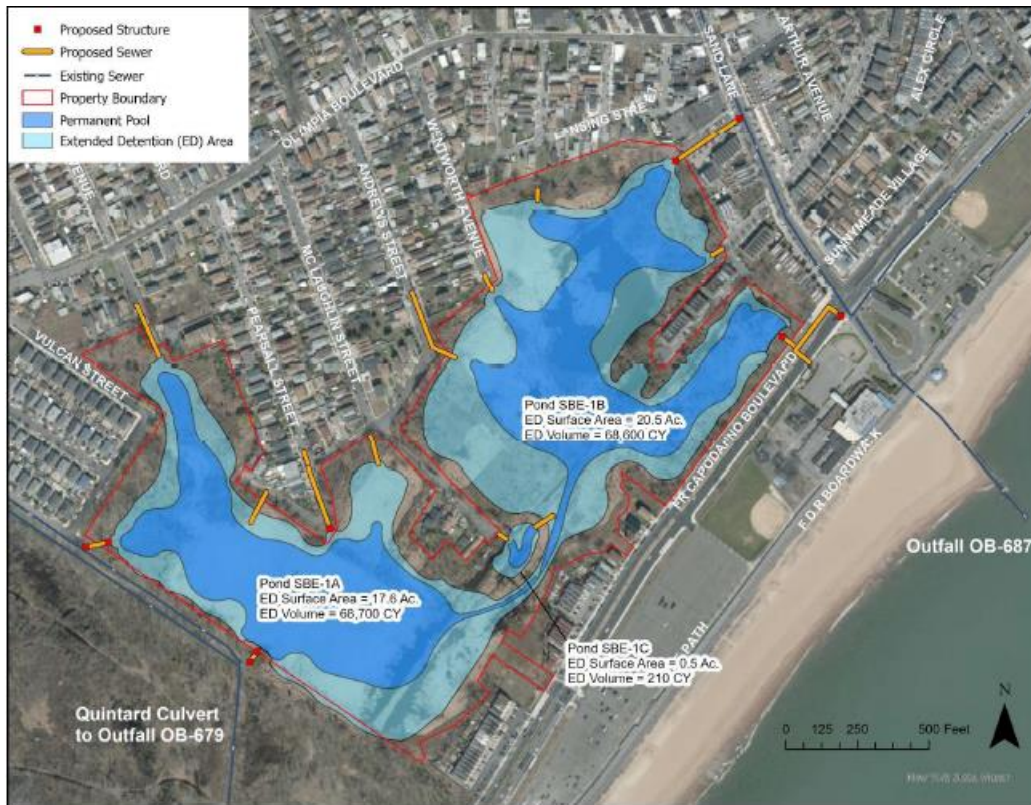 Proposed Structure
Proposed Sewer
Existing Sewer
Property Boundary
Permanent Pool
Extended Detention (ED) Area
OLYMPIA BOULEVARD
SAND LANE
ARTHUR AVENUE
ALEX CIRCLE
LANSING STREET
WENTWORTH AVENUE
ANDREWS STREET
SUNNYMEADE VILLAGE
MC LAUGHLIN STREET
PEARSALL STREET
VULCAN STREET
Pond SBE-1B
ED Surface Area = 20.5 Ac.
ED Volume = 68,600 CY
FR CAPODANNO BOULEVARD
F D R BOARDWALK
Outfall OB-687
Pond SBE-1A
ED Surface Area = 17.6 Ac.
ED Volume = 68,700 CY
Pond SBE-1C
ED Surface Area = 0.5 Ac.
ED Volume = 210 CY
PATH
Quintard Culvert
to Outfall OB-679
N
0 125 250 500 Feet